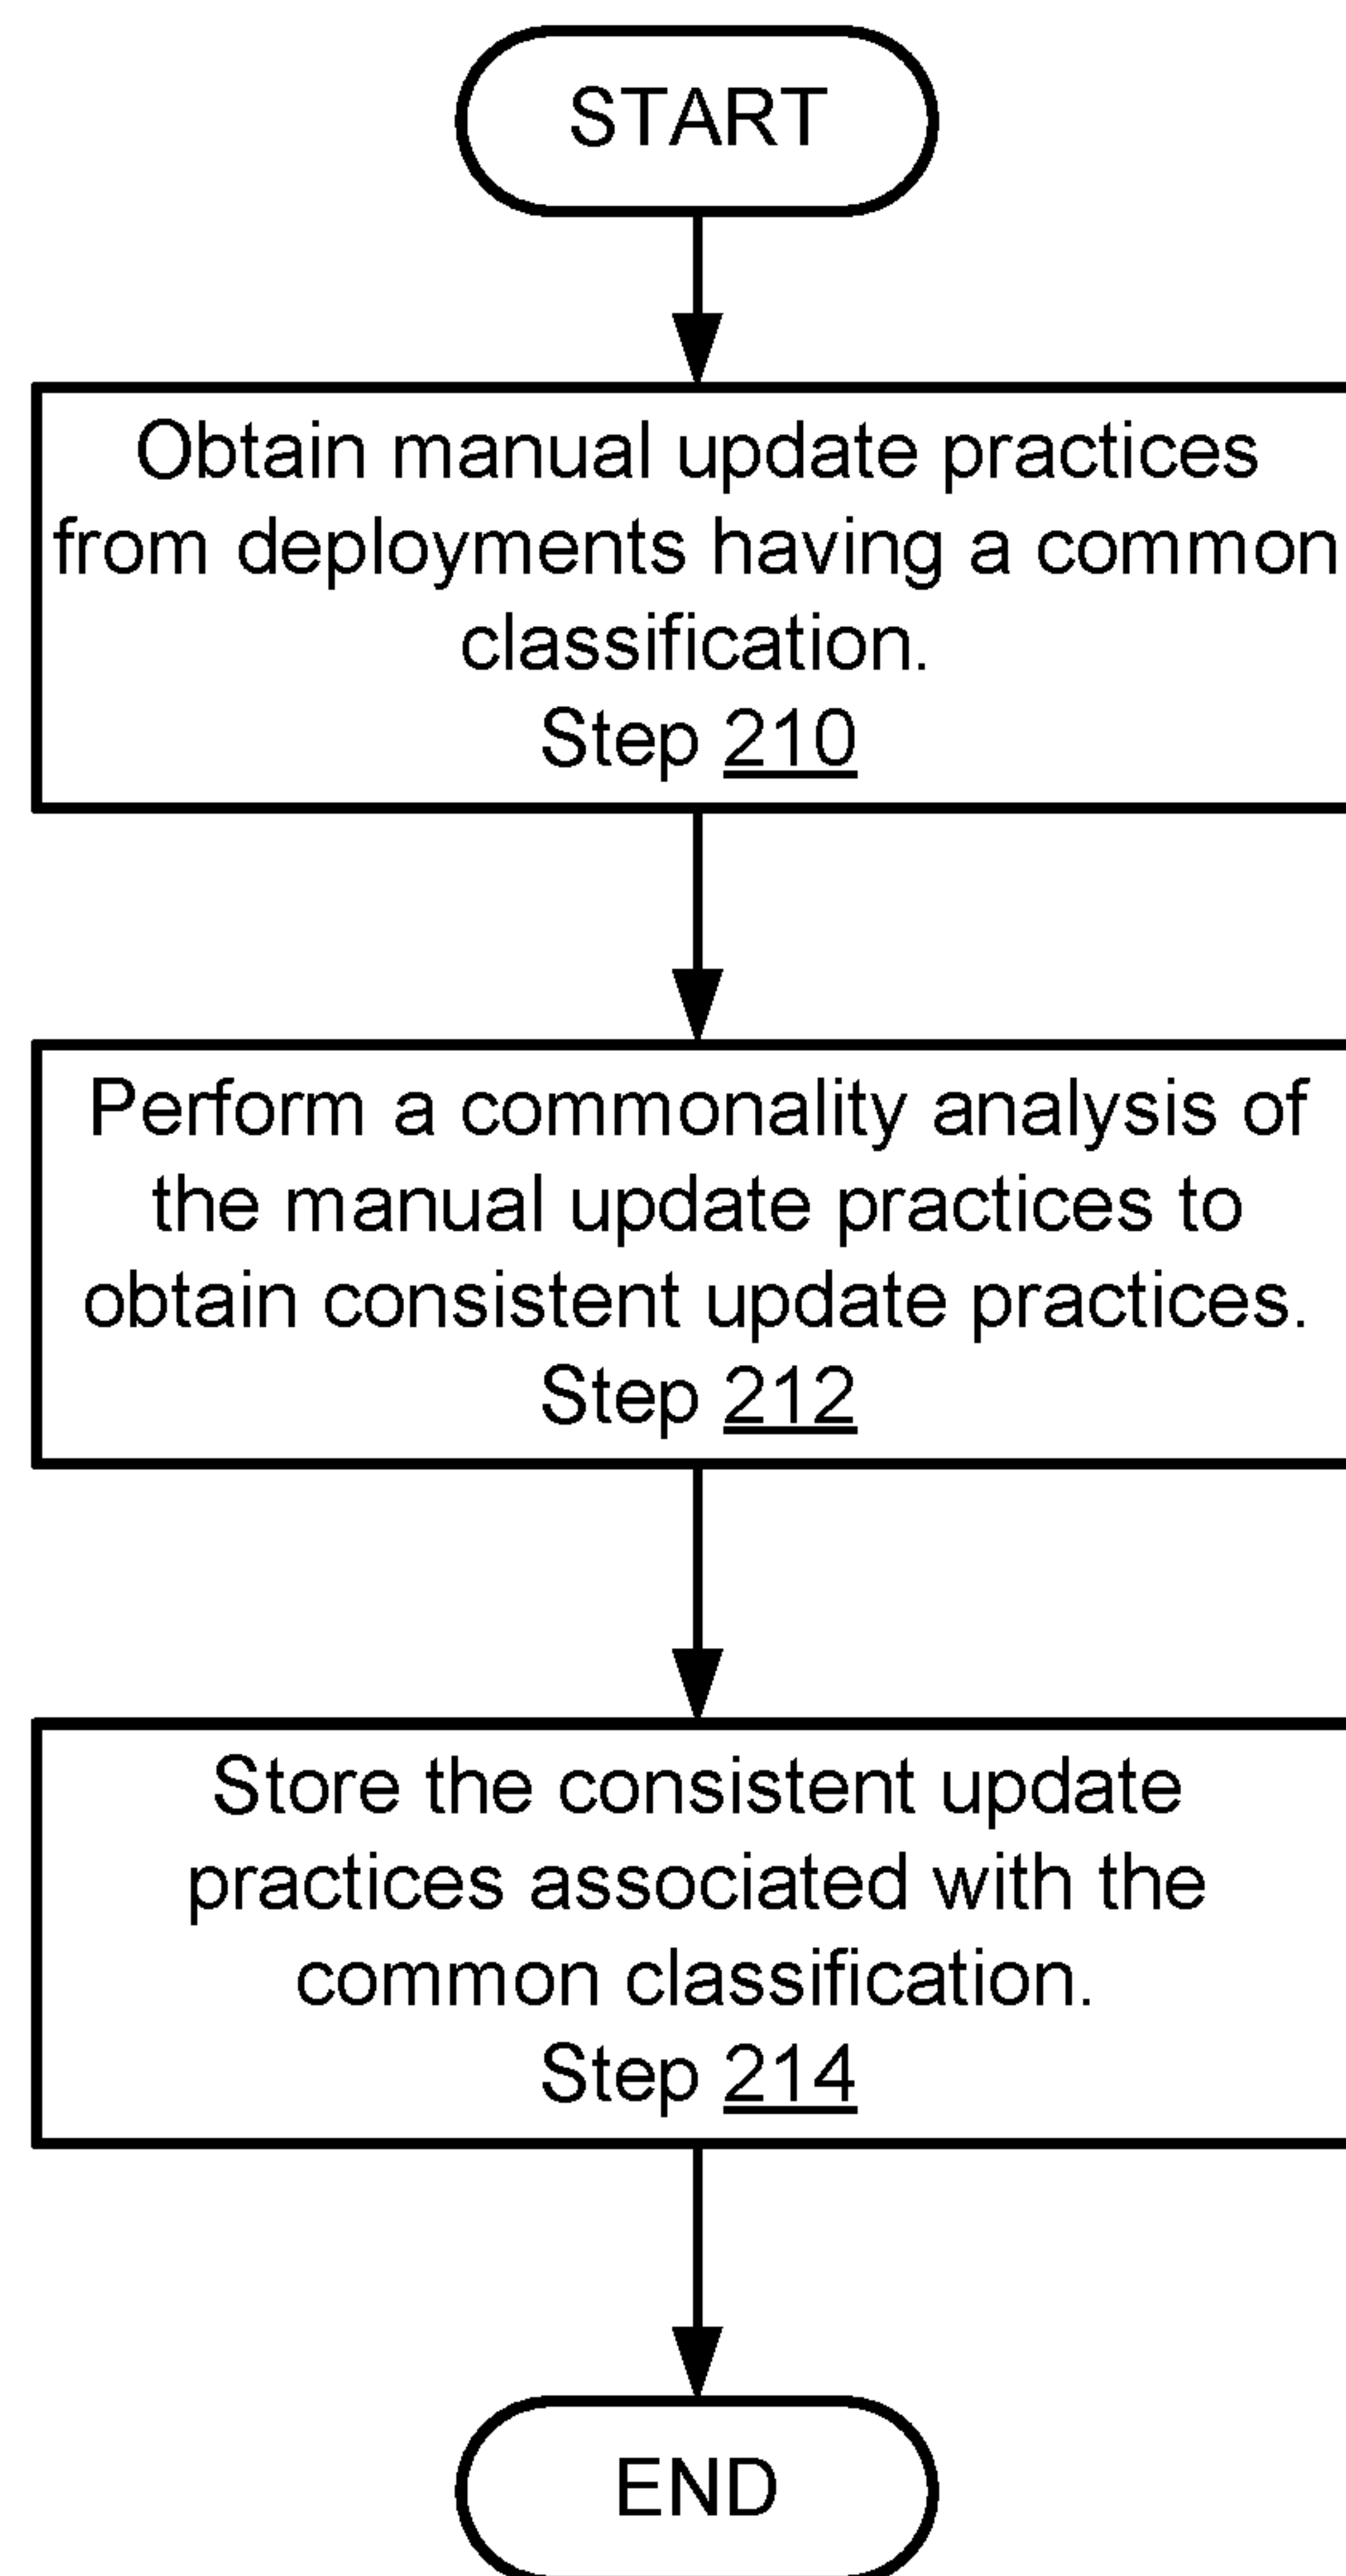 START
Obtain manual update practices
from deployments having a common
classification.
Step 210
Perform a commonality analysis of
the manual update practices to
obtain consistent update practices.
Step 212
Store the consistent update
practices associated with the
common classification.
Step 214
END